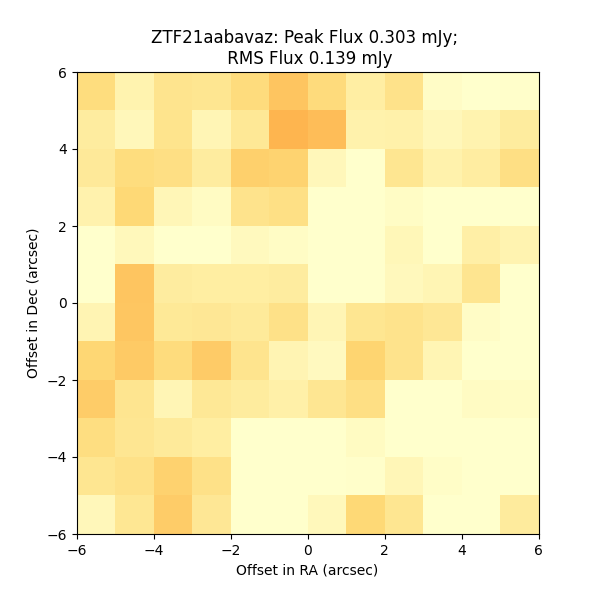 ZTF21aabavaz: Peak Flux 0.303 mJy;
RMS Flux 0.139 mJy
6
4
2
0
−2
−4
−6
Offset in Dec (arcsec)
−6 −4 −2 0 2 4 6
Offset in RA (arcsec)